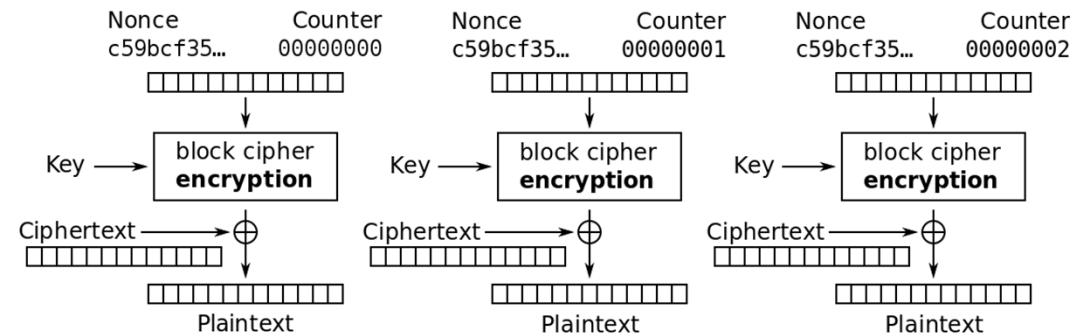 Nonce Counter Nonce Counter Nonce Counter
c59bcf35… 00000000 c59bcf35… 00000001 c59bcf35… 00000002
block cipher block cipher block cipher
Key encryption Key encryption Key encryption
Ciphertext Ciphertext Ciphertext
Plaintext Plaintext Plaintext